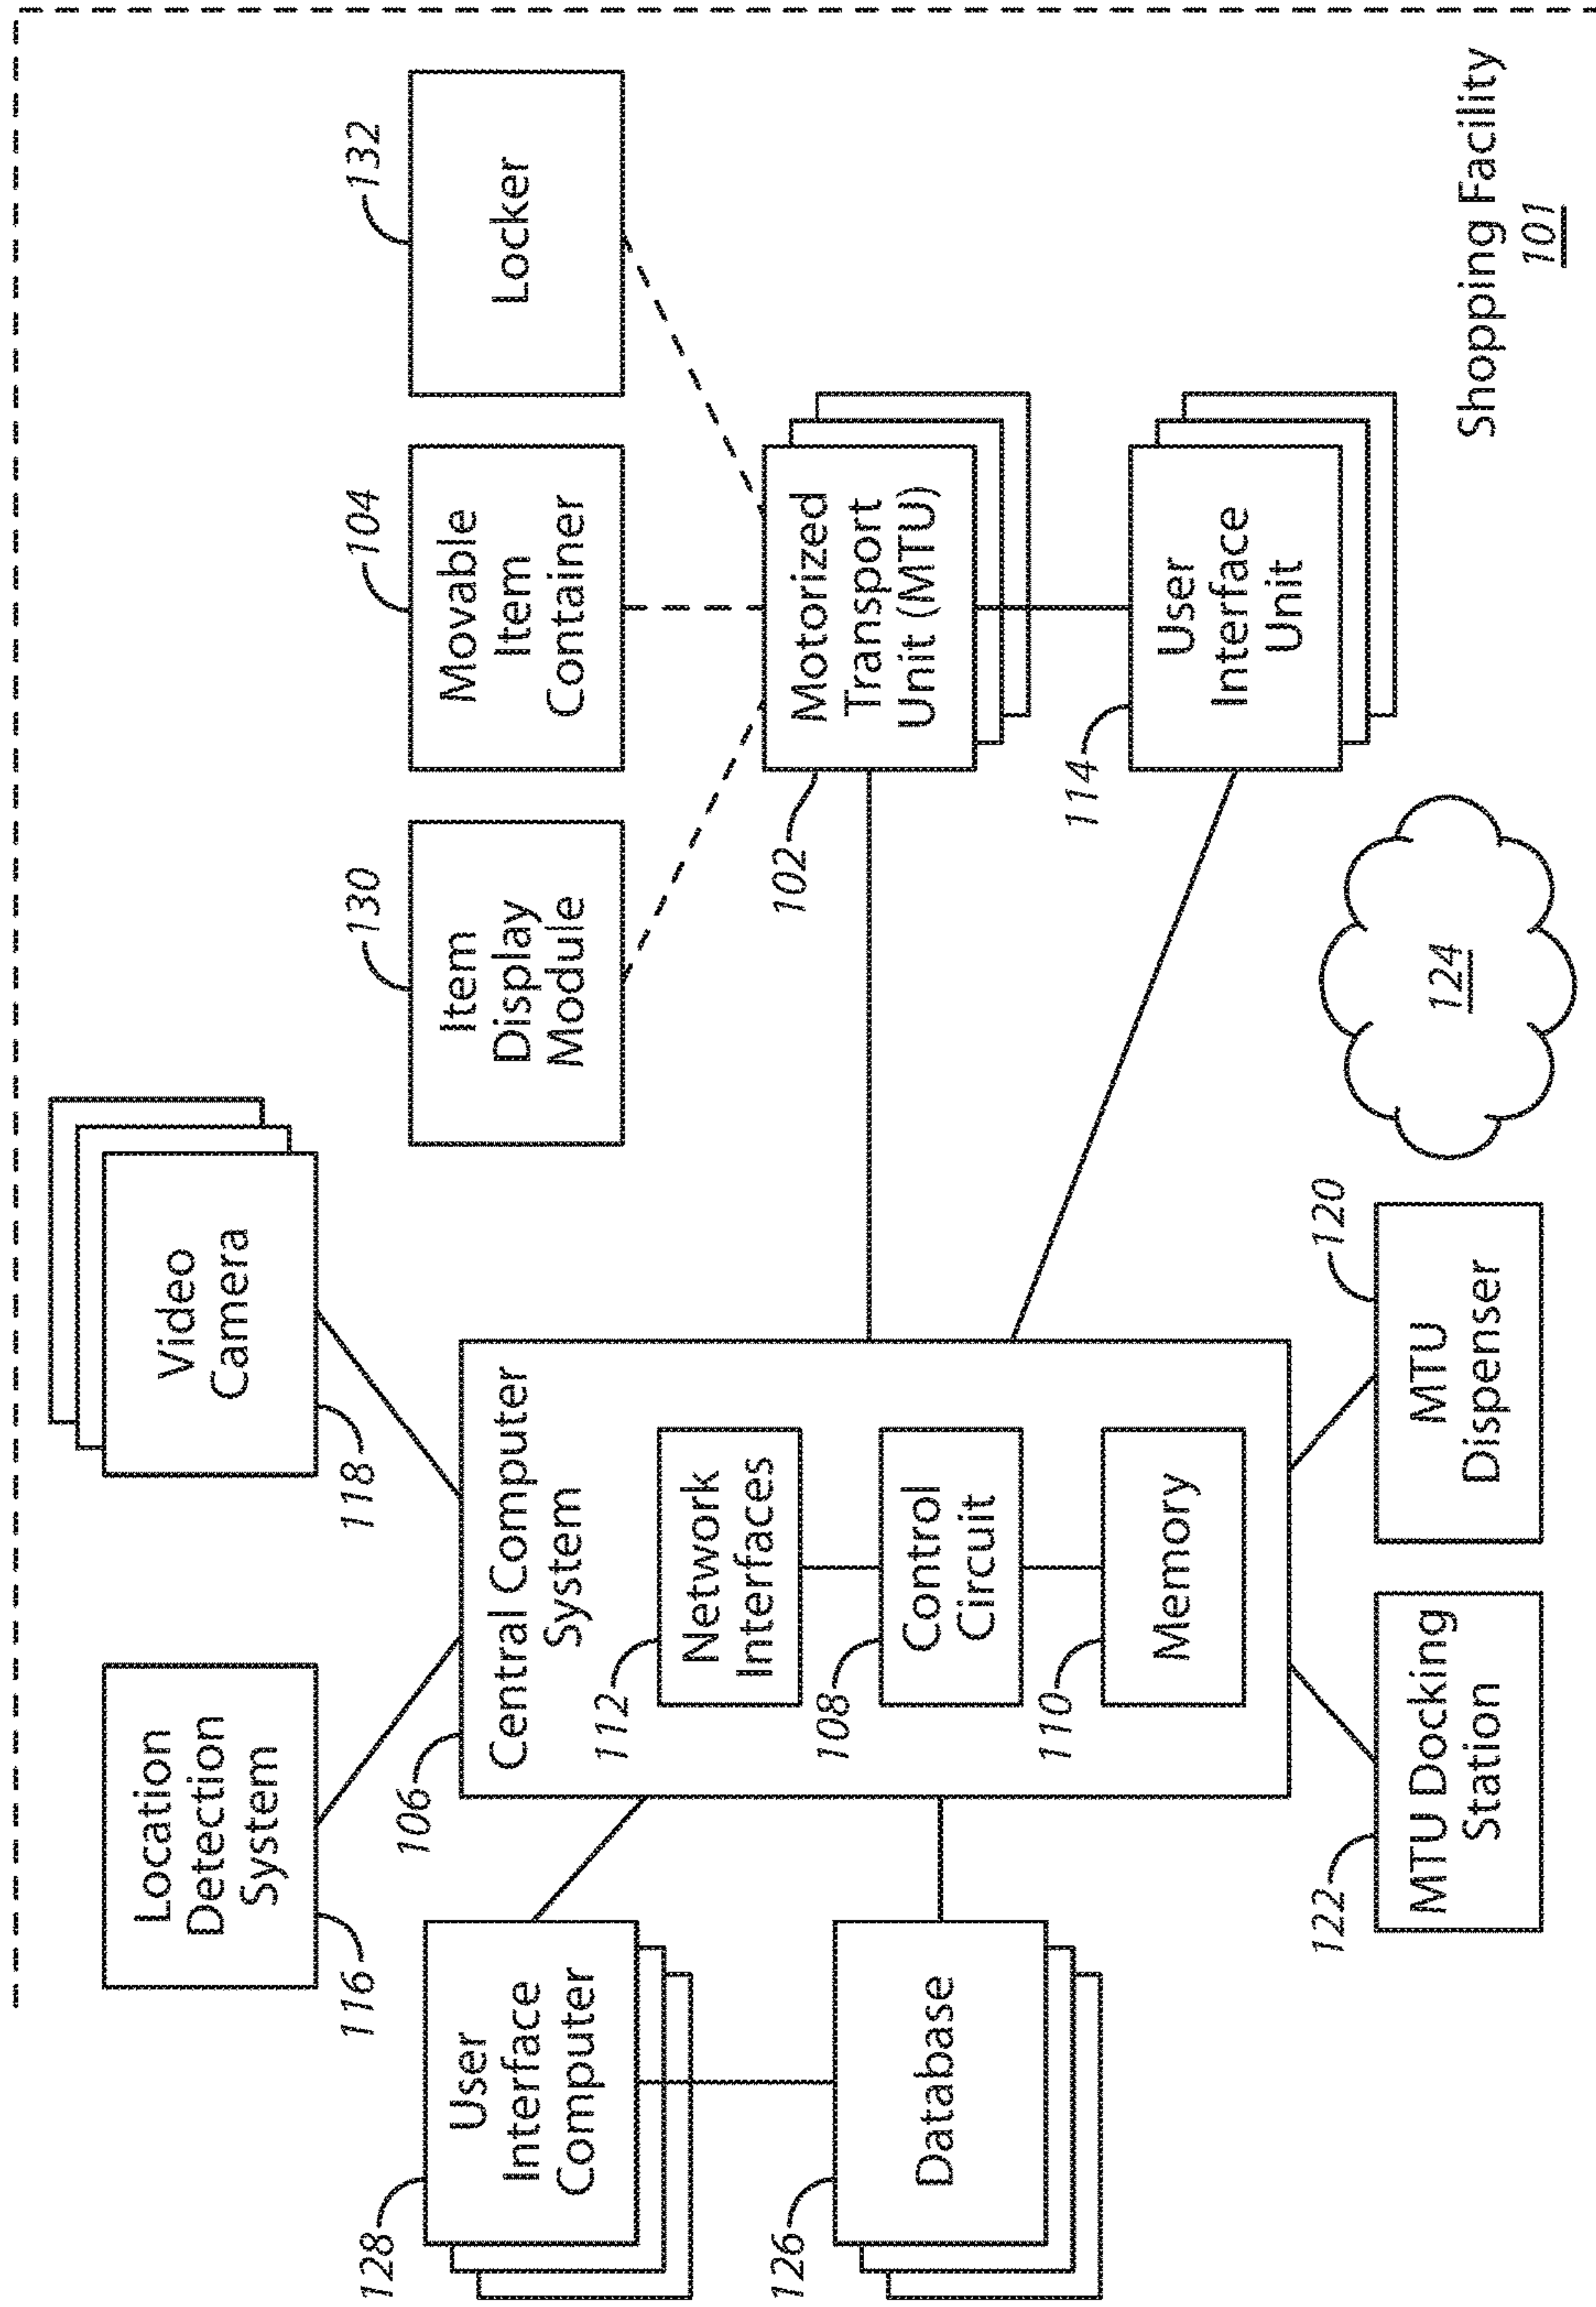 Location
Detection
System
116
Video
Camera
118
User
Interface
Computer
128
Database
126
Central Computer
System
106
Network
Interfaces
112
Control
Circuit
108
Memory
110
MTU Docking
Station
122
MTU
Dispenser
120
Item
Display
Module
130
Movable
Item
Container
104
Locker
132
Motorized
Transport
Unit (MTU)
102
User
Interface
Unit
114
124
Shopping Facility
101